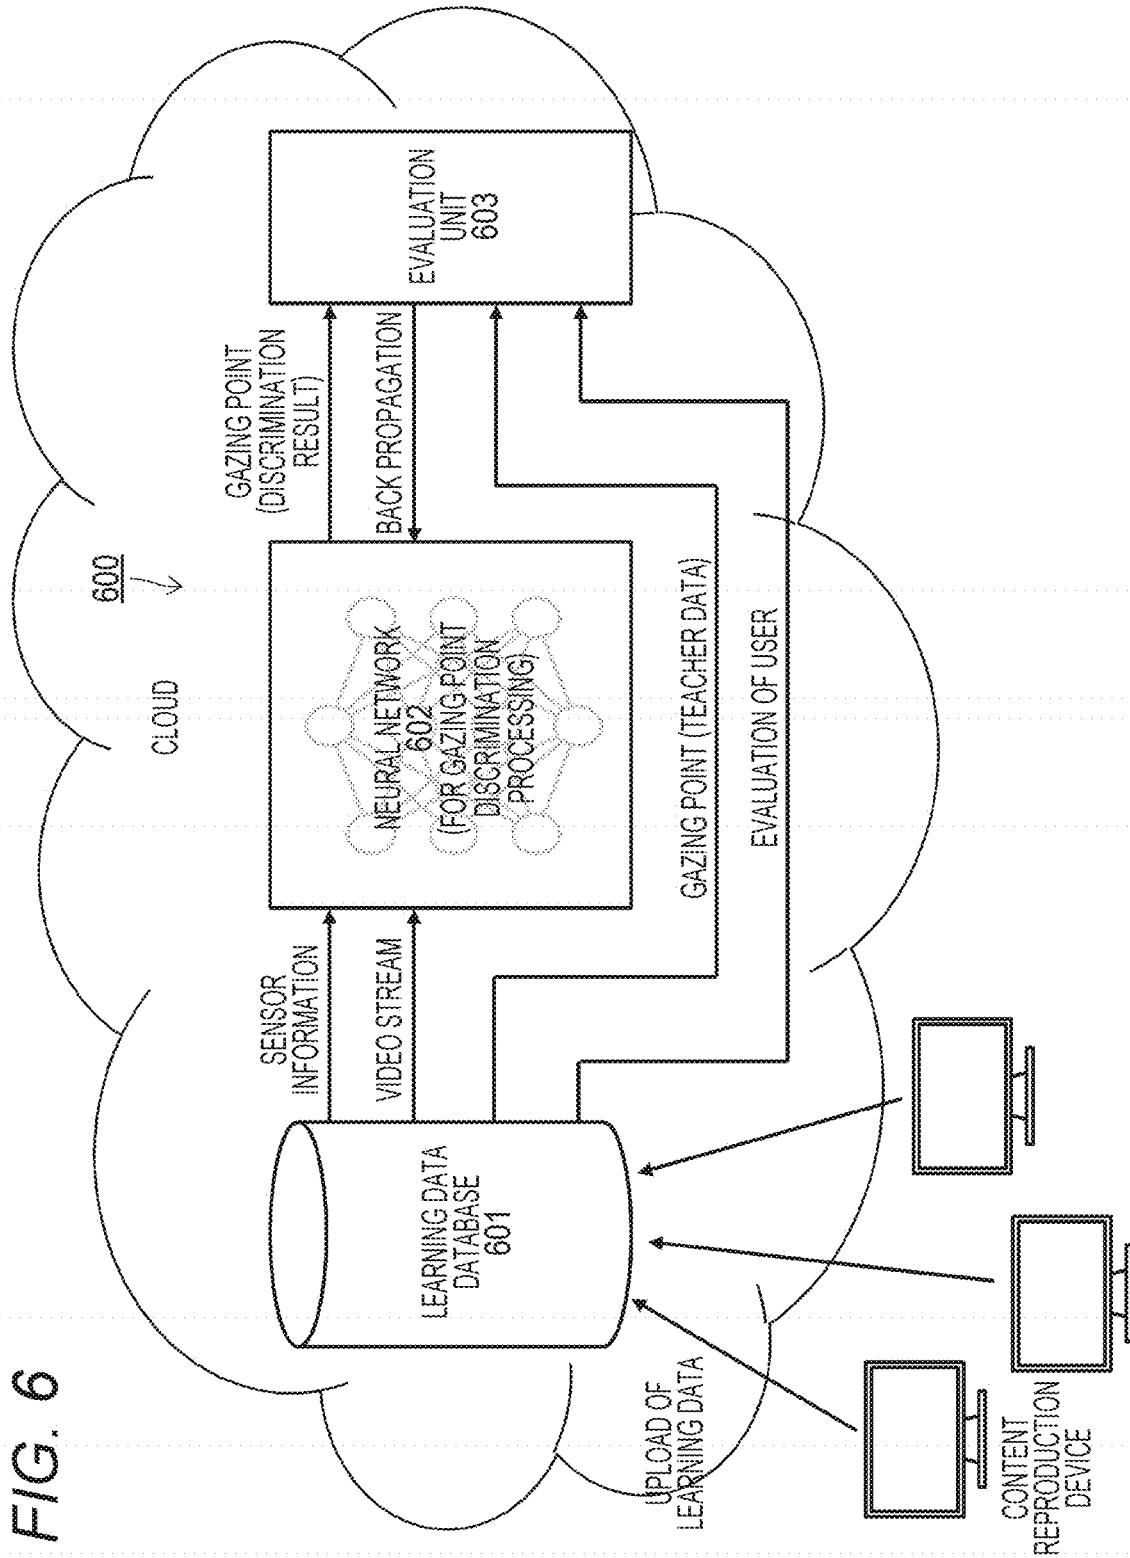 FIG. 6
CLOUD
600
LEARNING DATA
DATABASE
601
SENSOR
INFORMATION
VIDEO STREAM
NEURAL NETWORK
602
(FOR GAZING POINT
DISCRIMINATION
PROCESSING)
GAZING POINT
(DISCRIMINATION
RESULT)
BACK PROPAGATION
EVALUATION
UNIT
603
GAZING POINT (TEACHER DATA)
EVALUATION OF USER
UPLOAD OF
LEARNING DATA
CONTENT
REPRODUCTION
DEVICE